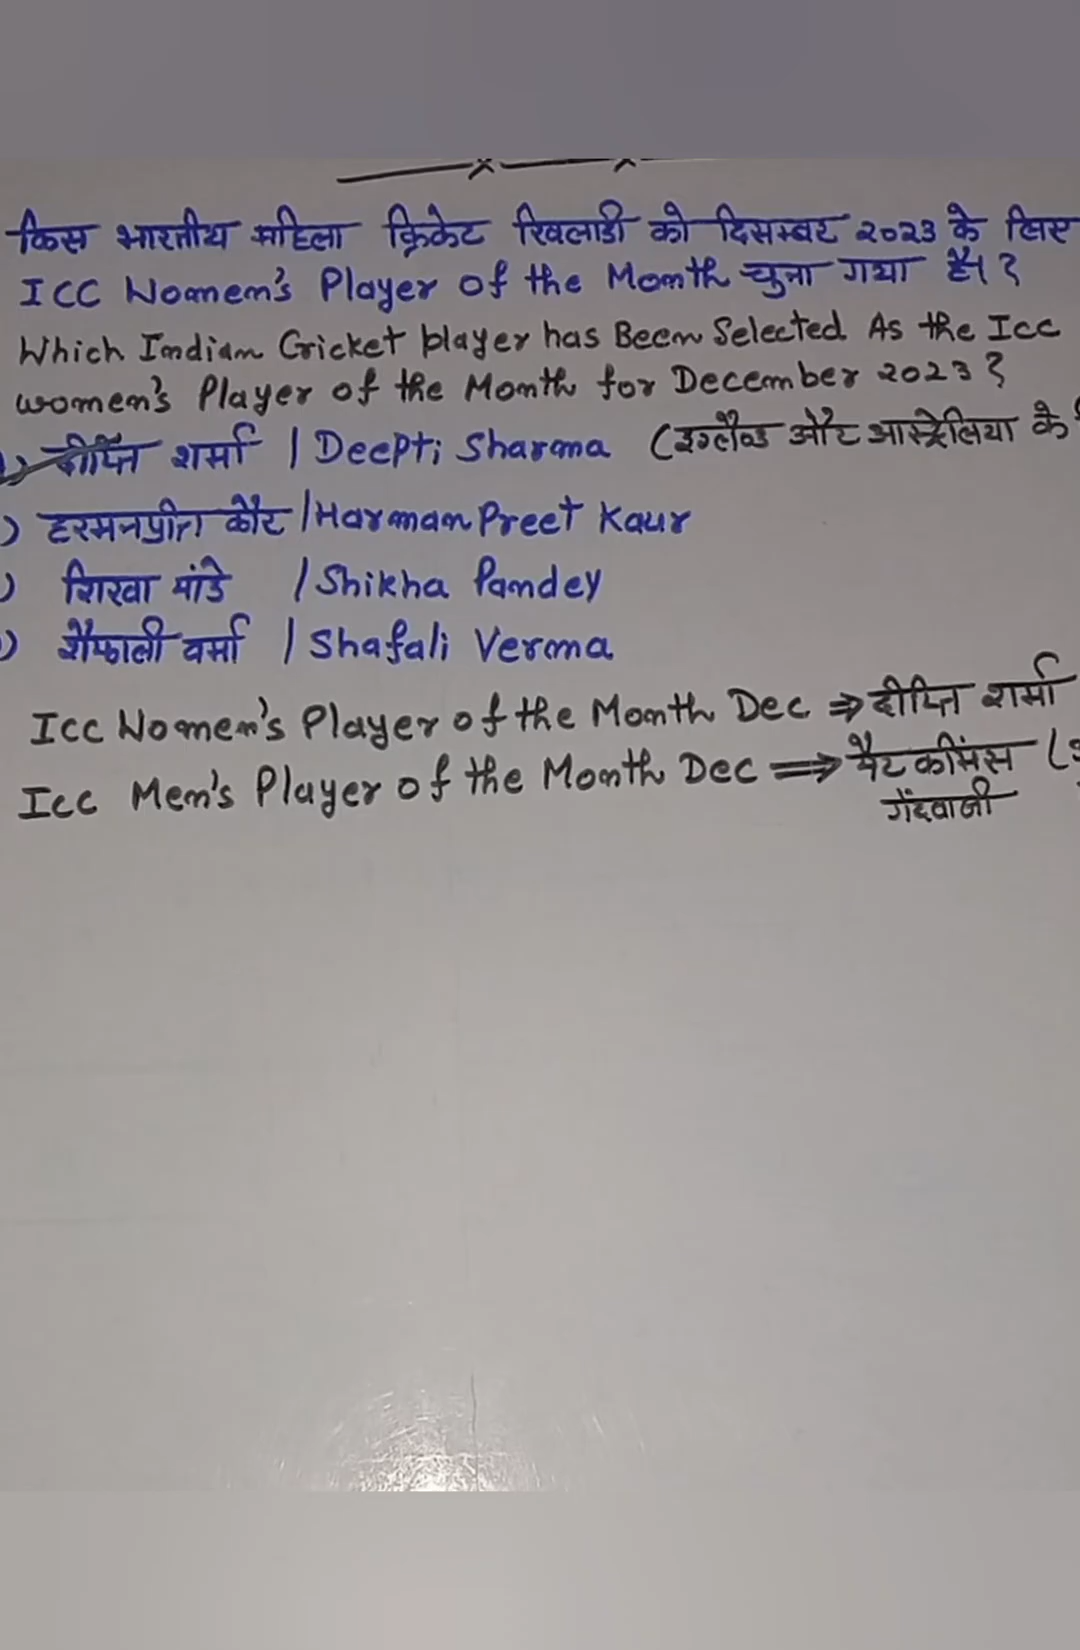 किस भारतीय महिला क्रिकेट खिलाडी को दिसम्बर 2023 के लिए
ICC Women's Player of the Month चुना गया है?
Which Indian Cricket player has Been Selected As the Icc
women's Player of the Month for December 2023?
दीप्ति शर्मा / Deepti Sharma (इंग्लैण्ड और आस्ट्रेलिया के
) हरमनप्रीत कौर / HarmanPreet Kaur
) शिखा पांडे / Shikha Pandey
) शैफाली वर्मा / Shafali Verma
Icc Women's Player of the Month Dec ⇒ दीप्ति शर्मा
Icc Men's Player of the Month Dec ⇒ पैट कमिंस (
गेंदबाजी